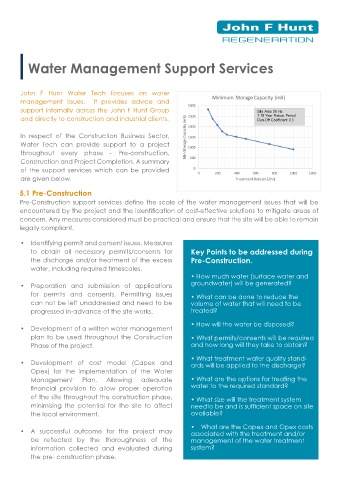 John F Hunt
REGENERATION
Water Management Support Services
John F Hunt Water Tech focuses on water
management issues. It provides advice and
support internally across the John F Hunt Group
and directly to construction and industrial clients.
In respect of the Construction Business Sector,
Water Tech can provide support to a project
throughout every phase – Pre-construction,
Construction and Project Completion. A summary
of the support services which can be provided
are given below.
Minimum Storage Capacity (m3)
0 200 400 600 800 1000 1200
5.1 Pre-Construction
Pre-Construction support services define the scale of the water management issues that will be
encountered by the project and the identification of cost-effective solutions to mitigate areas of
concern. Any measures considered must be practical and ensure that the site will be able to remain
legally compliant.
• Identifying permit and consent issues. Measures
to obtain all necessary permits/consents for
the discharge and/or treatment of the excess
water, including required timescales.
• Preparation and submission of applications
for permits and consents. Permitting issues
can not be left unaddressed and need to be
progressed in-advance of the site works.
• Development of a written water management
plan to be used throughout the Construction
Phase of the project.
• Development of cost model (Capex and
Opex) for the implementation of the Water
Management Plan. Allowing adequate
financial provision to allow proper operation
of the site throughout the construction phase,
minimising the potential for the site to affect
the local environment.
• A successful outcome for the project may
be reflected by the thoroughness of the
information collected and evaluated during
the pre- construction phase.
Key Points to be addressed during
Pre-Construction.
• How much water (surface water and
groundwater) will be generated?
• What can be done to reduce the
volume of water that will need to be
treated?
• How will the water be disposed?
• What permits/consents will be required
and how long will they take to obtain?
• What treatment water quality stand-
ards will be applied to the discharge?
• What are the options for treating the
water to the required standard?
• What size will the treatment system
need to be and is sufficient space on site
available?
• What are the Capex and Opex costs
associated with the treatment and/or
management of the water treatment
system?